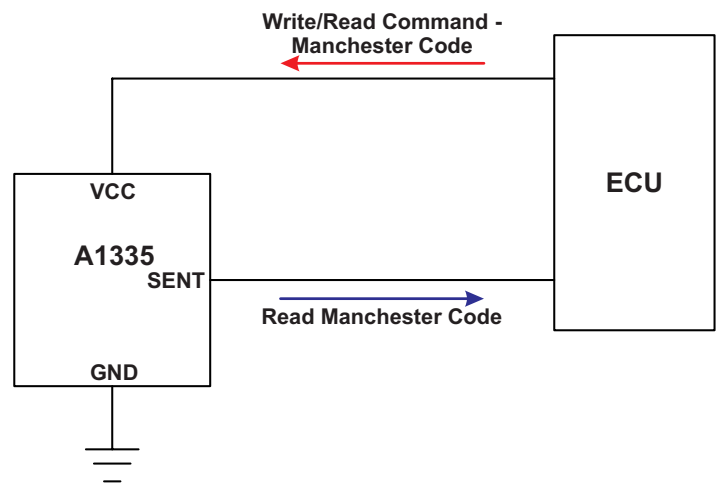 Write/Read Command -
Manchester Code
ECU
VCC
A1335
SENT
Read Manchester Code
GND